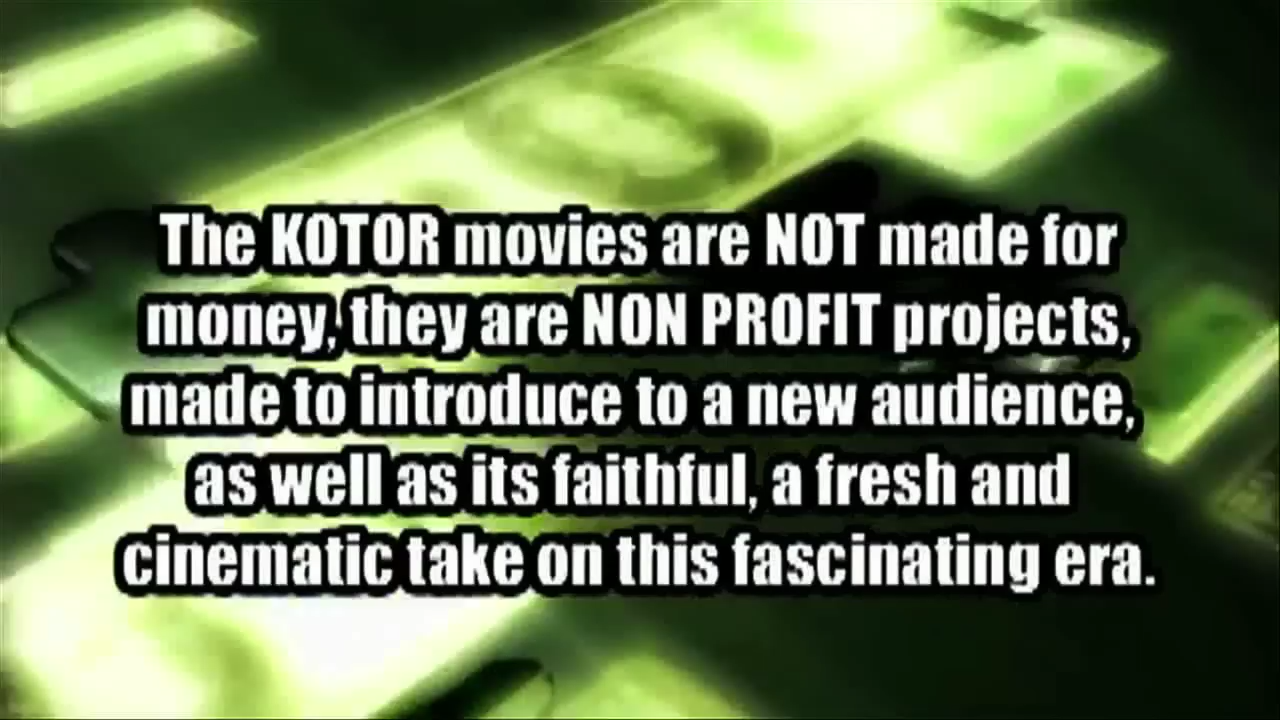 The KOTOR movies are NOT made for
money, they are NON PROFIT projects,
made to introduce to a new audience,
as well as its faithful, a fresh and
cinematic take on this fascinating era.